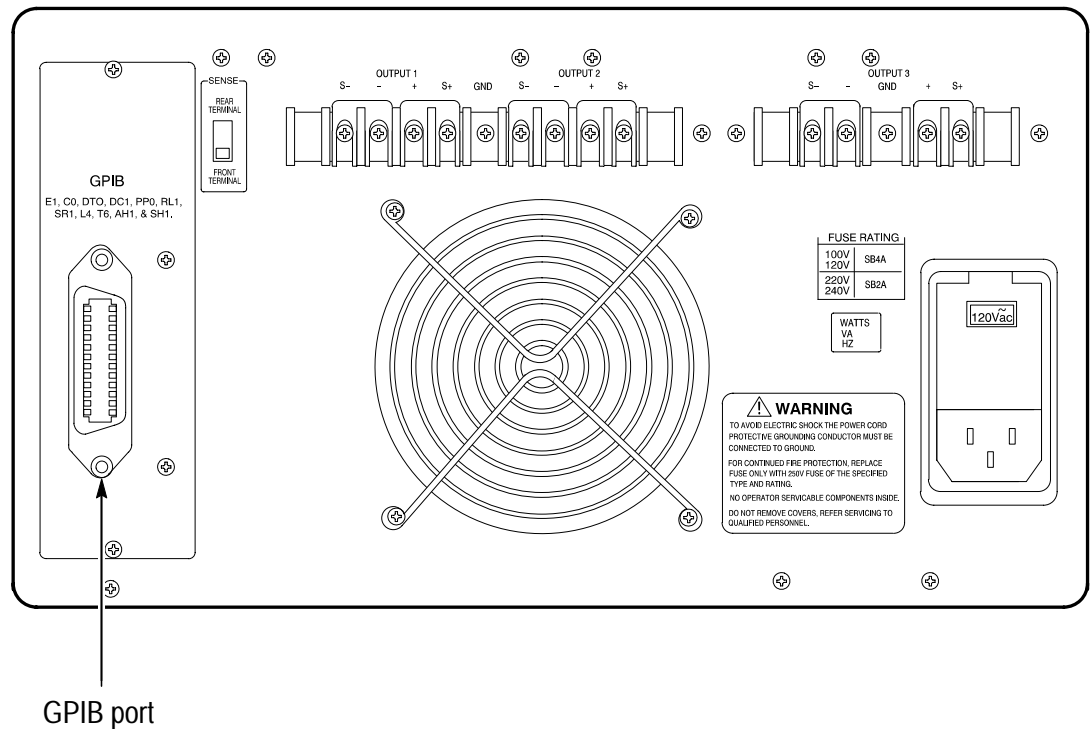 SENSE
REAR
TERMINAL
FRONT
TERMINAL
OUTPUT 1
S– – + S+ GND
OUTPUT 2
S– – + S+
OUTPUT 3
S– – GND + S+
GPIB
E1, C0, DTO, DC1, PP0, RL1,
SR1, L4, T6, AH1, & SH1.
FUSE RATING
100V
120V
SB4A
220V
240V
SB2A
WATTS
VA
HZ
120Vac
~
WARNING
TO AVOID ELECTRIC SHOCK THE POWER CORD
PROTECTIVE GROUNDING CONDUCTOR MUST BE
CONNECTED TO GROUND.
FOR CONTINUED FIRE PROTECTION, REPLACE
FUSE ONLY WITH 250V FUSE OF THE SPECIFIED
TYPE AND RATING.
NO OPERATOR SERVICABLE COMPONENTS INSIDE.
DO NOT REMOVE COVERS, REFER SERVICING TO
QUALIFIED PERSONNEL.
GPIB port